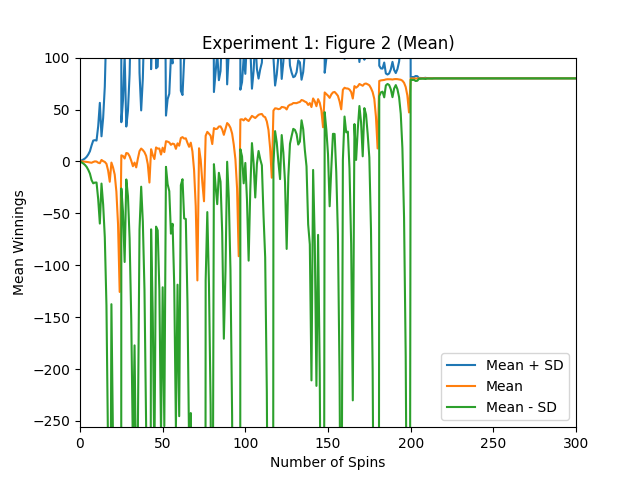 Experiment 1: Figure 2 (Mean)
Mean Winnings
100
50
0
−50
−100
−150
−200
−250
0
50
100
150
200
250
300
Number of Spins
Mean + SD
Mean
Mean - SD